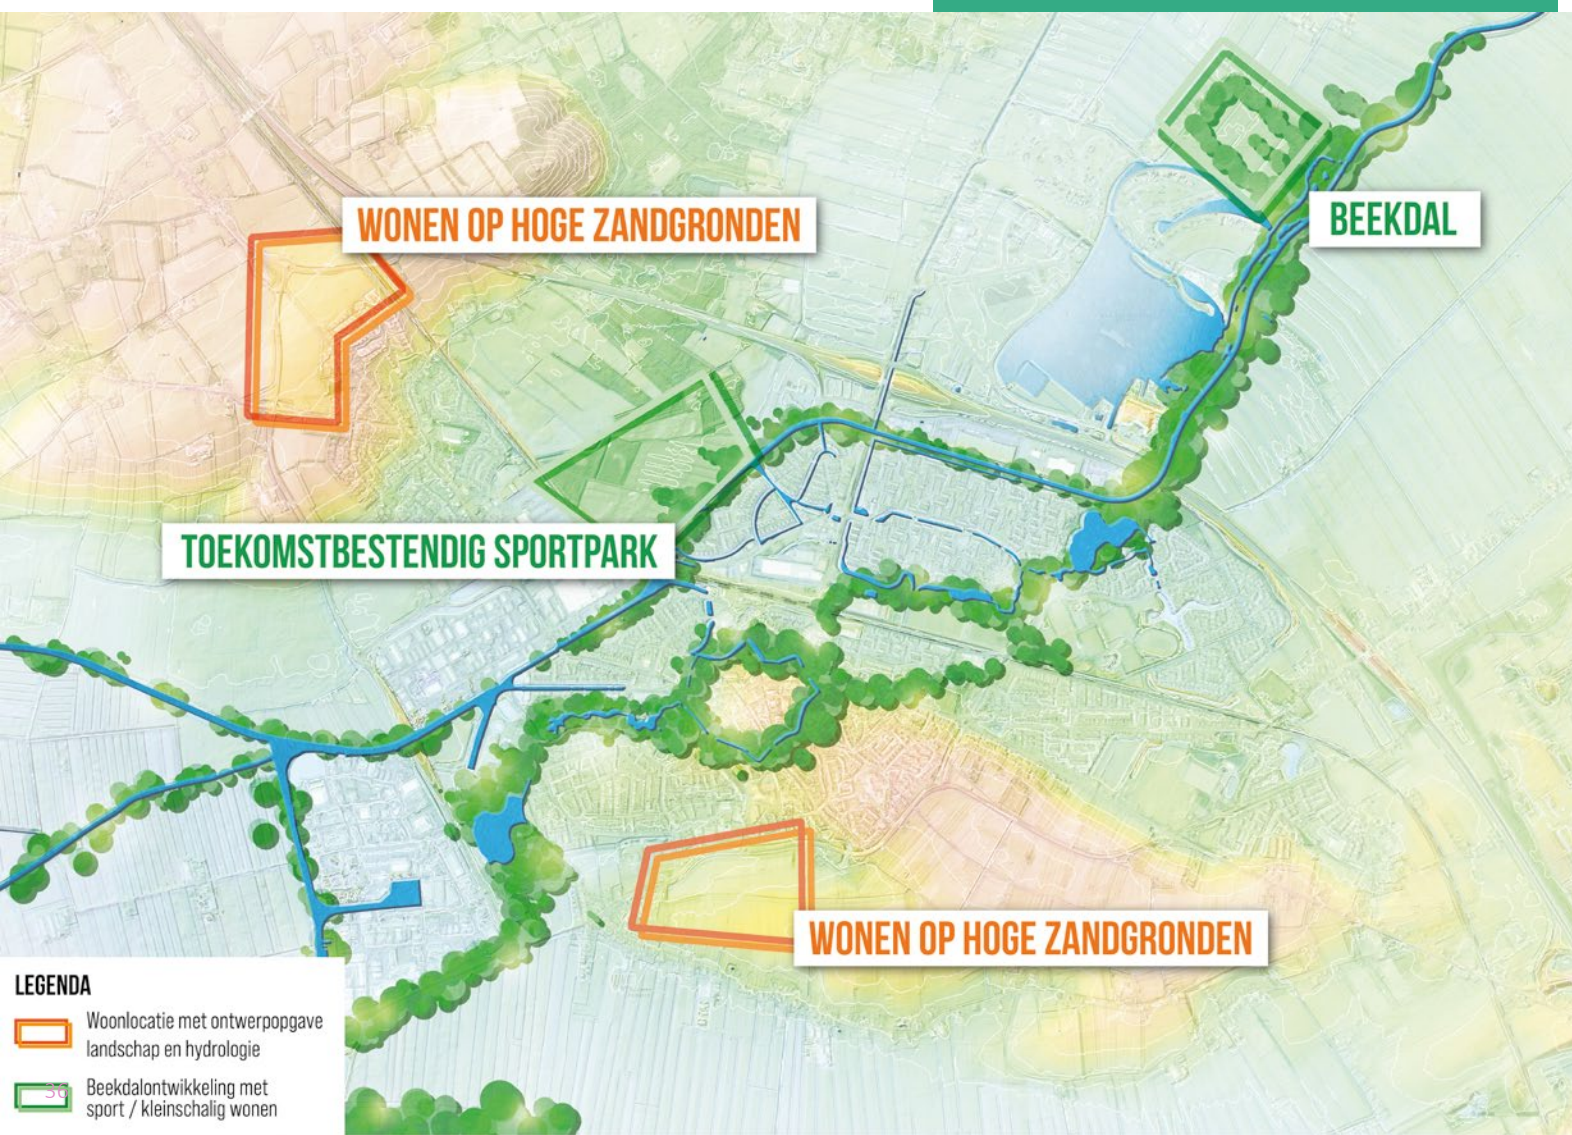 WONEN OP HOGE ZANDGRONDEN
BEEKDAL
TOEKOMSTBESTENDIG SPORTPARK
WONEN OP HOGE ZANDGRONDEN
LEGENDA
Woonlocatie met ontwerpopgave
landschap en hydrologie
36
Beekdalontwikkeling met
sport / kleinschalig wonen